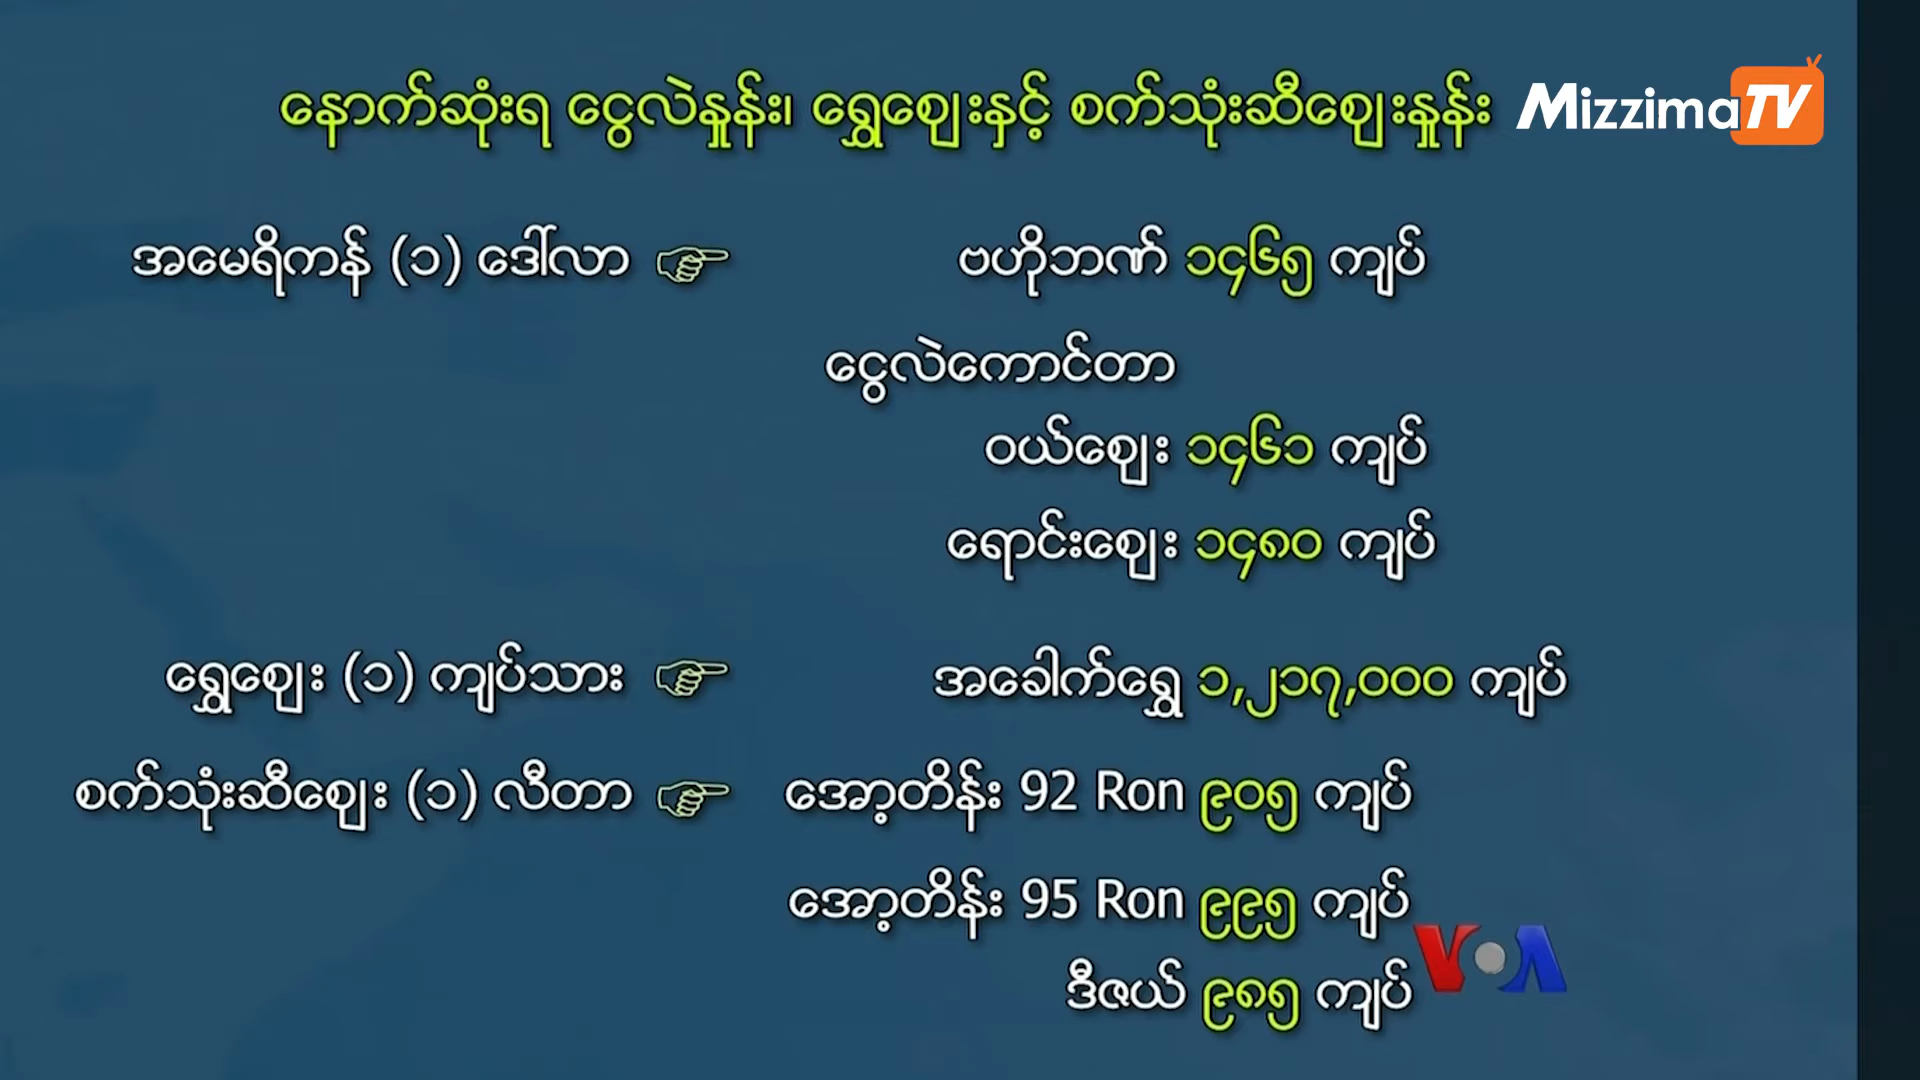 နောက်ဆုံးရ ငွေလဲနှုန်း၊ ရွှေဈေးနှင့် စက်သုံးဆီဈေးနှုန်း
Mizzima TV
အမေရိကန် (၁) ဒေါ်လာ ဗဟိုဘဏ် ၁၄၆၅ ကျပ်
ငွေလဲကောင်တာ
ဝယ်ဈေး ၁၄၆၁ ကျပ်
ရောင်းဈေး ၁၄၈၀ ကျပ်
ရွှေဈေး (၁) ကျပ်သား အခေါက်ရွှေ ၁,၂၁၇,၀၀၀ ကျပ်
စက်သုံးဆီဈေး (၁) လီတာ အော့တိန်း 92 Ron ၉၀၅ ကျပ်
အော့တိန်း 95 Ron ၉၉၅ ကျပ်
ဒီဇယ် ၉၈၅ ကျပ်
VOA